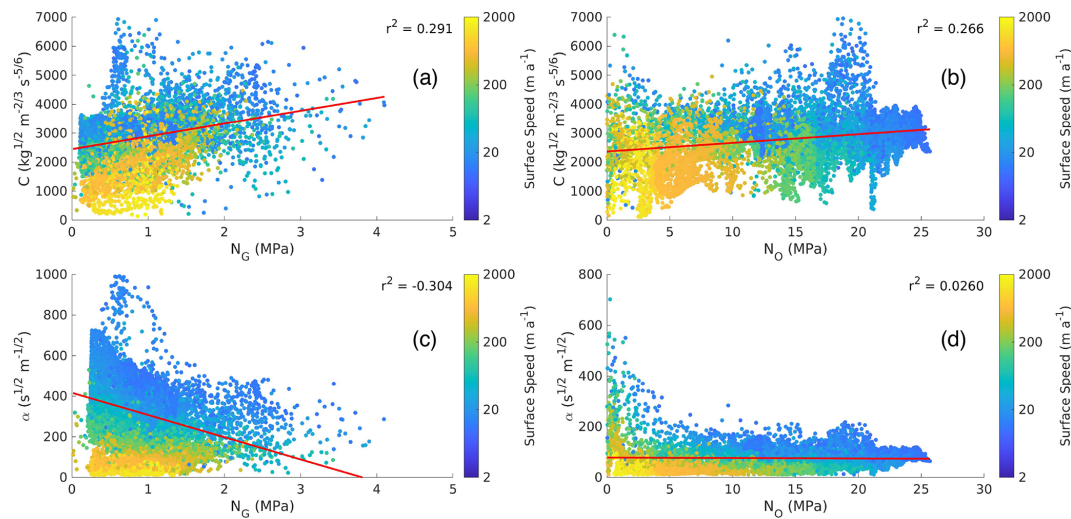 7000
6000
5000
4000
3000
2000
1000
0
C (kg^1/2 m^-2/3 s^-5/6)
0 1 2 3 4 5
N_G (MPa)
r² = 0.291
(a)
2000
200
20
2
Surface Speed (m a^-1)
7000
6000
5000
4000
3000
2000
1000
0
C (kg^1/2 m^-2/3 s^-5/6)
0 5 10 15 20 25 30
N_O (MPa)
r² = 0.266
(b)
2000
200
20
2
Surface Speed (m a^-1)
1000
800
600
400
200
0
α (s^1/2 m^-1/2)
0 1 2 3 4 5
N_G (MPa)
r² = -0.304
(c)
2000
200
20
2
Surface Speed (m a^-1)
800
600
400
200
0
α (s^1/2 m^-1/2)
0 5 10 15 20 25 30
N_O (MPa)
r² = 0.0260
(d)
2000
200
20
2
Surface Speed (m a^-1)